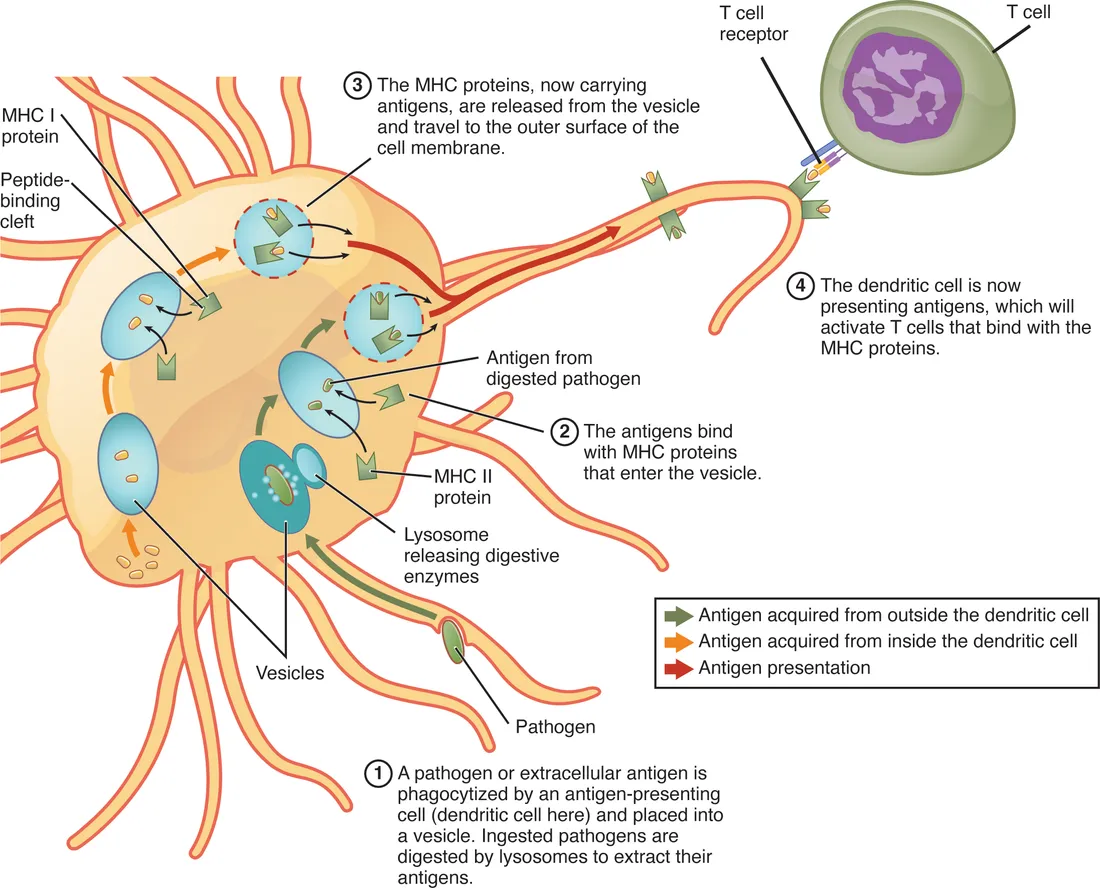 T cell
receptor
T cell
3 The MHC proteins, now carrying
antigens, are released from the vesicle
and travel to the outer surface of the
cell membrane.
MHC I
protein
Peptide-
binding
cleft
4 The dendritic cell is now
presenting antigens, which will
activate T cells that bind with the
MHC proteins.
Antigen from
digested pathogen
2 The antigens bind
with MHC proteins
that enter the vesicle.
MHC II
protein
Lysosome
releasing digestive
enzymes
Antigen acquired from outside the dendritic cell
Antigen acquired from inside the dendritic cell
Antigen presentation
Vesicles
Pathogen
1 A pathogen or extracellular antigen is
phagocytized by an antigen-presenting
cell (dendritic cell here) and placed into
a vesicle. Ingested pathogens are
digested by lysosomes to extract their
antigens.